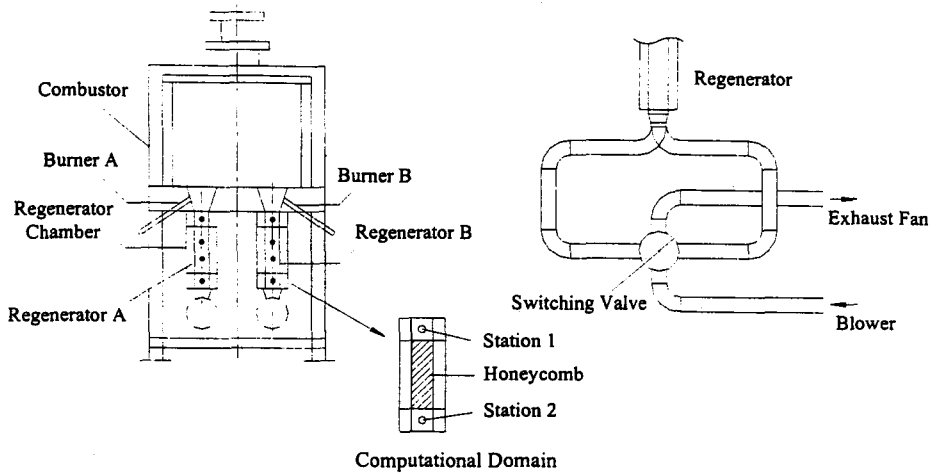 Combustor
Burner A
Regenerator
Chamber
Regenerator A
Burner B
Regenerator B
Station 1
Honeycomb
Station 2
Computational Domain
Regenerator
Exhaust Fan
Switching Valve
Blower